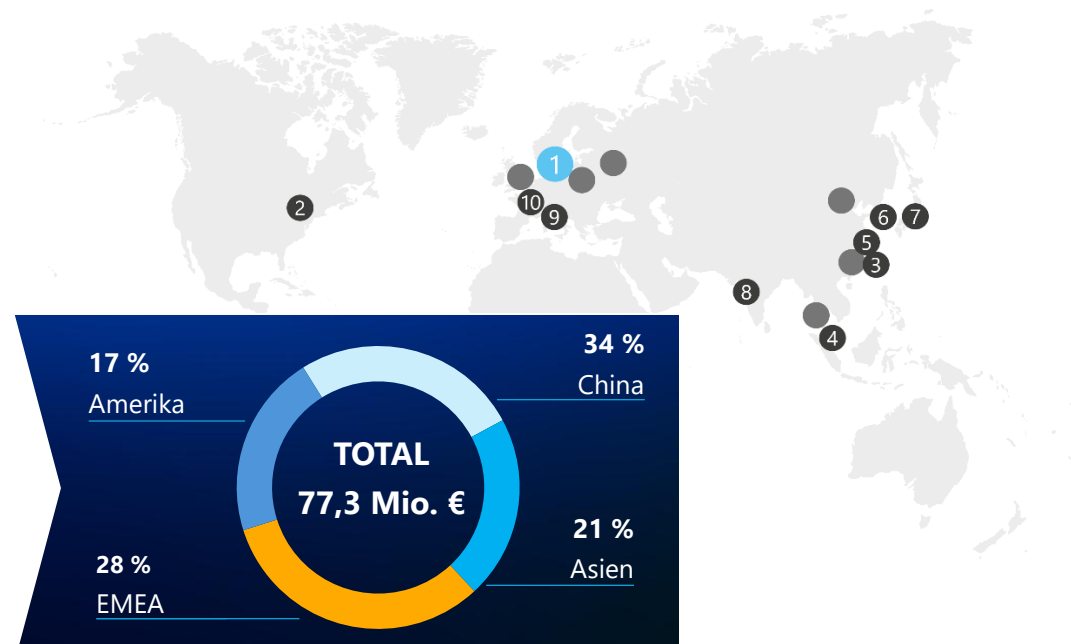 1
10
9
2
6
7
5
3
8
4
17 %
Amerika
34 %
China
TOTAL
77,3 Mio. €
28 %
EMEA
21 %
Asien